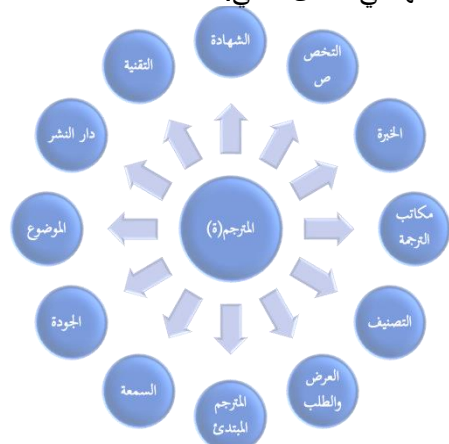 الشهادة
التخص
ص
الخبرة
مكاتب
الترجمة
التصنيف
العرض
والطلب
المترجم
المبتدئ
السمعة
الجودة
الموضوع
دار النشر
التقنية
المترجم(ة)